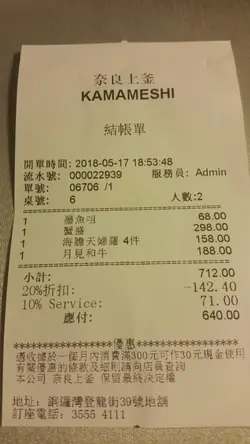 奈良上釜
KAMAMESHI
結帳單
開單時間: 2018-05-17 18:53:48
流水號: 000022939 服務員: Admin
單號: 06706 /1
桌號: 6 人數:2
1 墨魚咀 68.00
1 蟹膳 298.00
1 海膽天婦羅 4件 158.00
1 月見和牛 188.00
小計: 712.00
20%折扣: -142.40
10% Service: 71.00
應付: 640.00
優惠
憑收據於一個月內消費滿300元可作30元現金使用
有關優惠的條款及細則請向店員查詢
本公司 奈良上釜 保留最終決定權
地址: 銅鑼灣登龍街39號地舖
訂座電話: 3555 4111